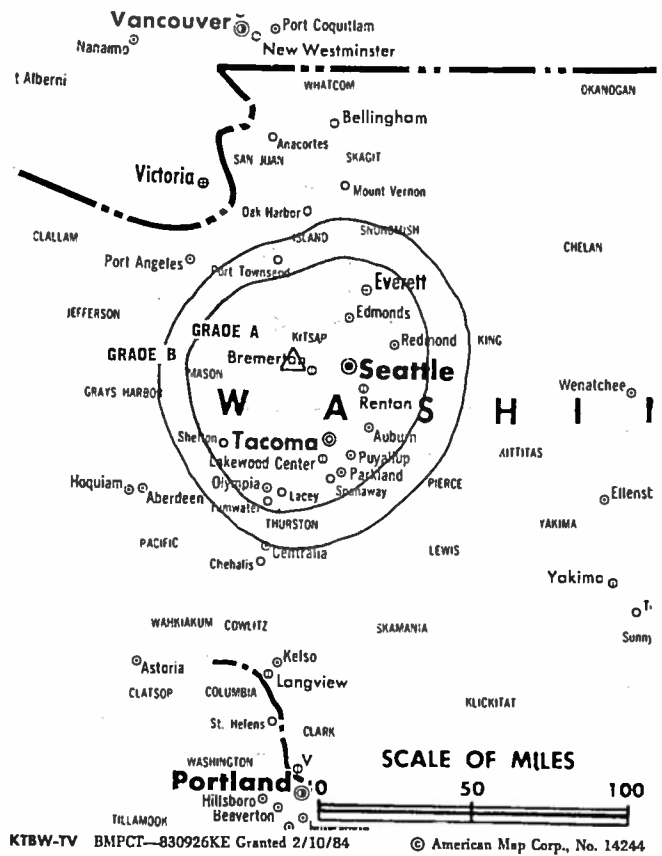 Vancouver
Port Coquitlam
Nanaimo
New Westminster
t Alberni
WHATCOM
OKANOGAN
Bellingham
Anacortes
SAN JUAN
SKAGIT
Victoria
Mount Vernon
Oak Harbor
SNOHOMISH
CLALLAM
ISLAND
CHELAN
Port Angeles
Port Townsend
Everett
JEFFERSON
Edmonds
GRADE A
KITSAP
Redmond
KING
GRADE B
Bremerton
Seattle
MASON
Wenatchee
GRAYS HARBOR
Renton
W A S H I
Auburn
Shelton
Tacoma
KITTITAS
Lakewood Center
Puyallup
Parkland
Olympia
PIERCE
Hoquiam
Aberdeen
Lacey
Spanaway
Ellensb
Tumwater
THURSTON
YAKIMA
PACIFIC
Centralia
LEWIS
Chehalis
Yakima
T
Sunny
WAHKIAKUM
COWLITZ
SKAMANIA
Kelso
Astoria
Longview
CLATSOP
COLUMBIA
KLICKITAT
St. Helens
CLARK
WASHINGTON
V
SCALE OF MILES
Portland
0 50 100
Hillsboro
Beaverton
TILLAMOOK
KTBW-TV BMPCT—830926KE Granted 2/10/84
© American Map Corp., No. 14244